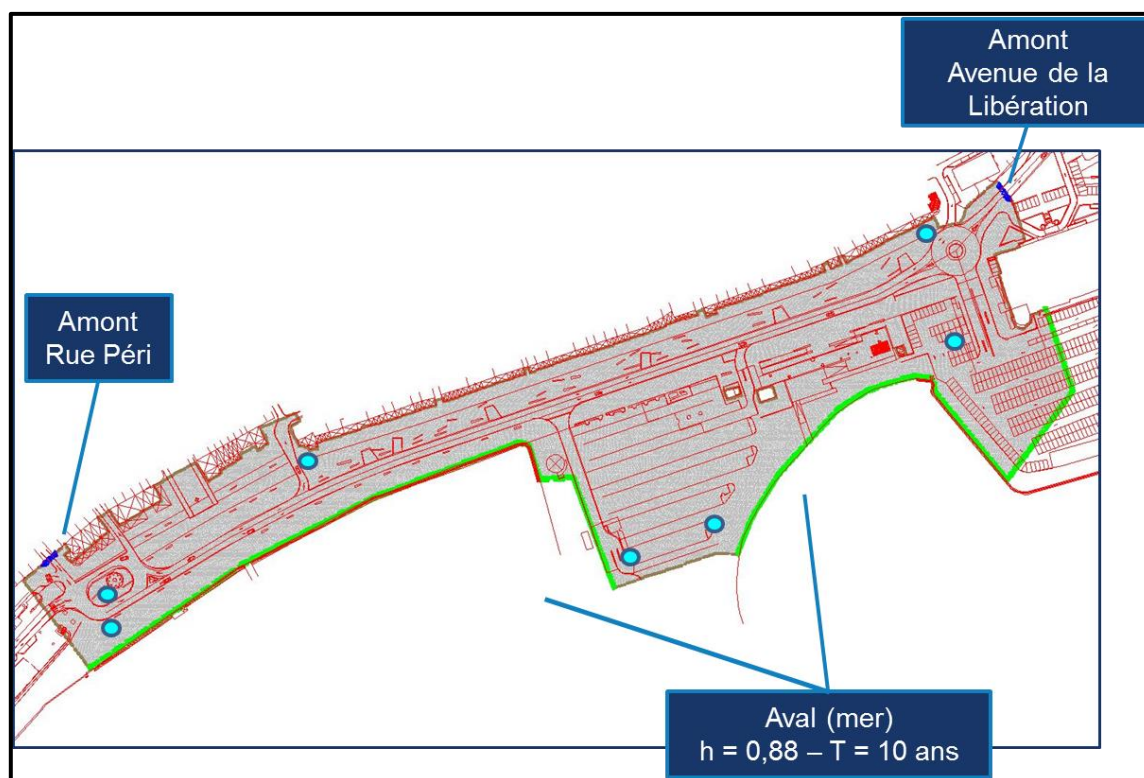 Amont
Avenue de la
Libération
Amont
Rue Péri
Aval (mer)
h = 0,88 – T = 10 ans